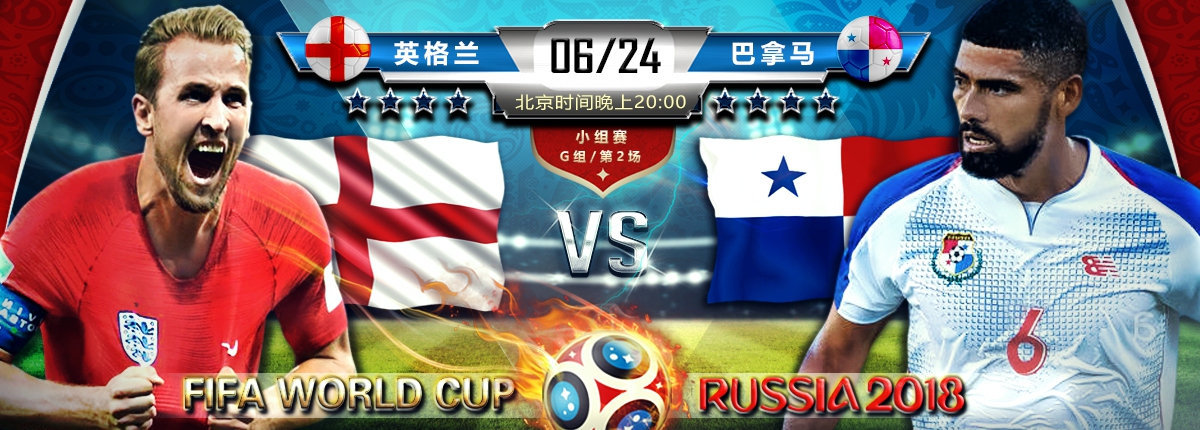 英格兰
06/24
巴拿马
北京时间晚上20:00
小组赛
G组/第2场
VS
6
FIFA WORLD CUP
RUSSIA 2018